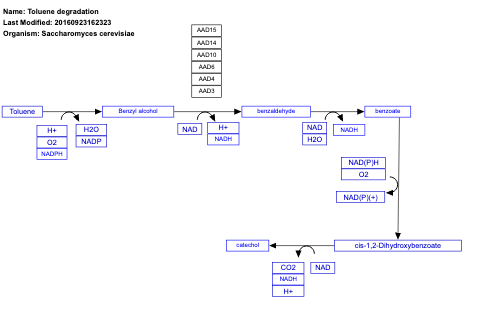 Name: Toluene degradation
Last Modified: 20160923162323
Organism: Saccharomyces cerevisiae
AAD15
AAD14
AAD10
AAD6
AAD4
AAD3
Toluene
Benzyl alcohol
benzaldehyde
benzoate
H+
O2
NADPH
H2O
NADP
NAD
H+
NADH
NAD
H2O
NADH
NAD(P)H
O2
NAD(P)(+)
catechol
cis-1,2-Dihydroxybenzoate
CO2
NADH
H+
NAD